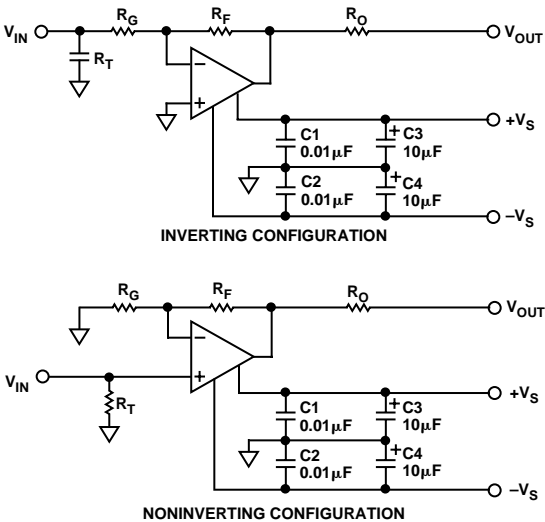 R_G R_F R_O
V_IN V_OUT
R_T
−
+
+V_S
C1 + C3
0.01µF 10µF
C2 + C4
0.01µF 10µF
−V_S
INVERTING CONFIGURATION
R_G R_F R_O
V_OUT
−
V_IN +
R_T
+V_S
C1 + C3
0.01µF 10µF
C2 + C4
0.01µF 10µF
−V_S
NONINVERTING CONFIGURATION